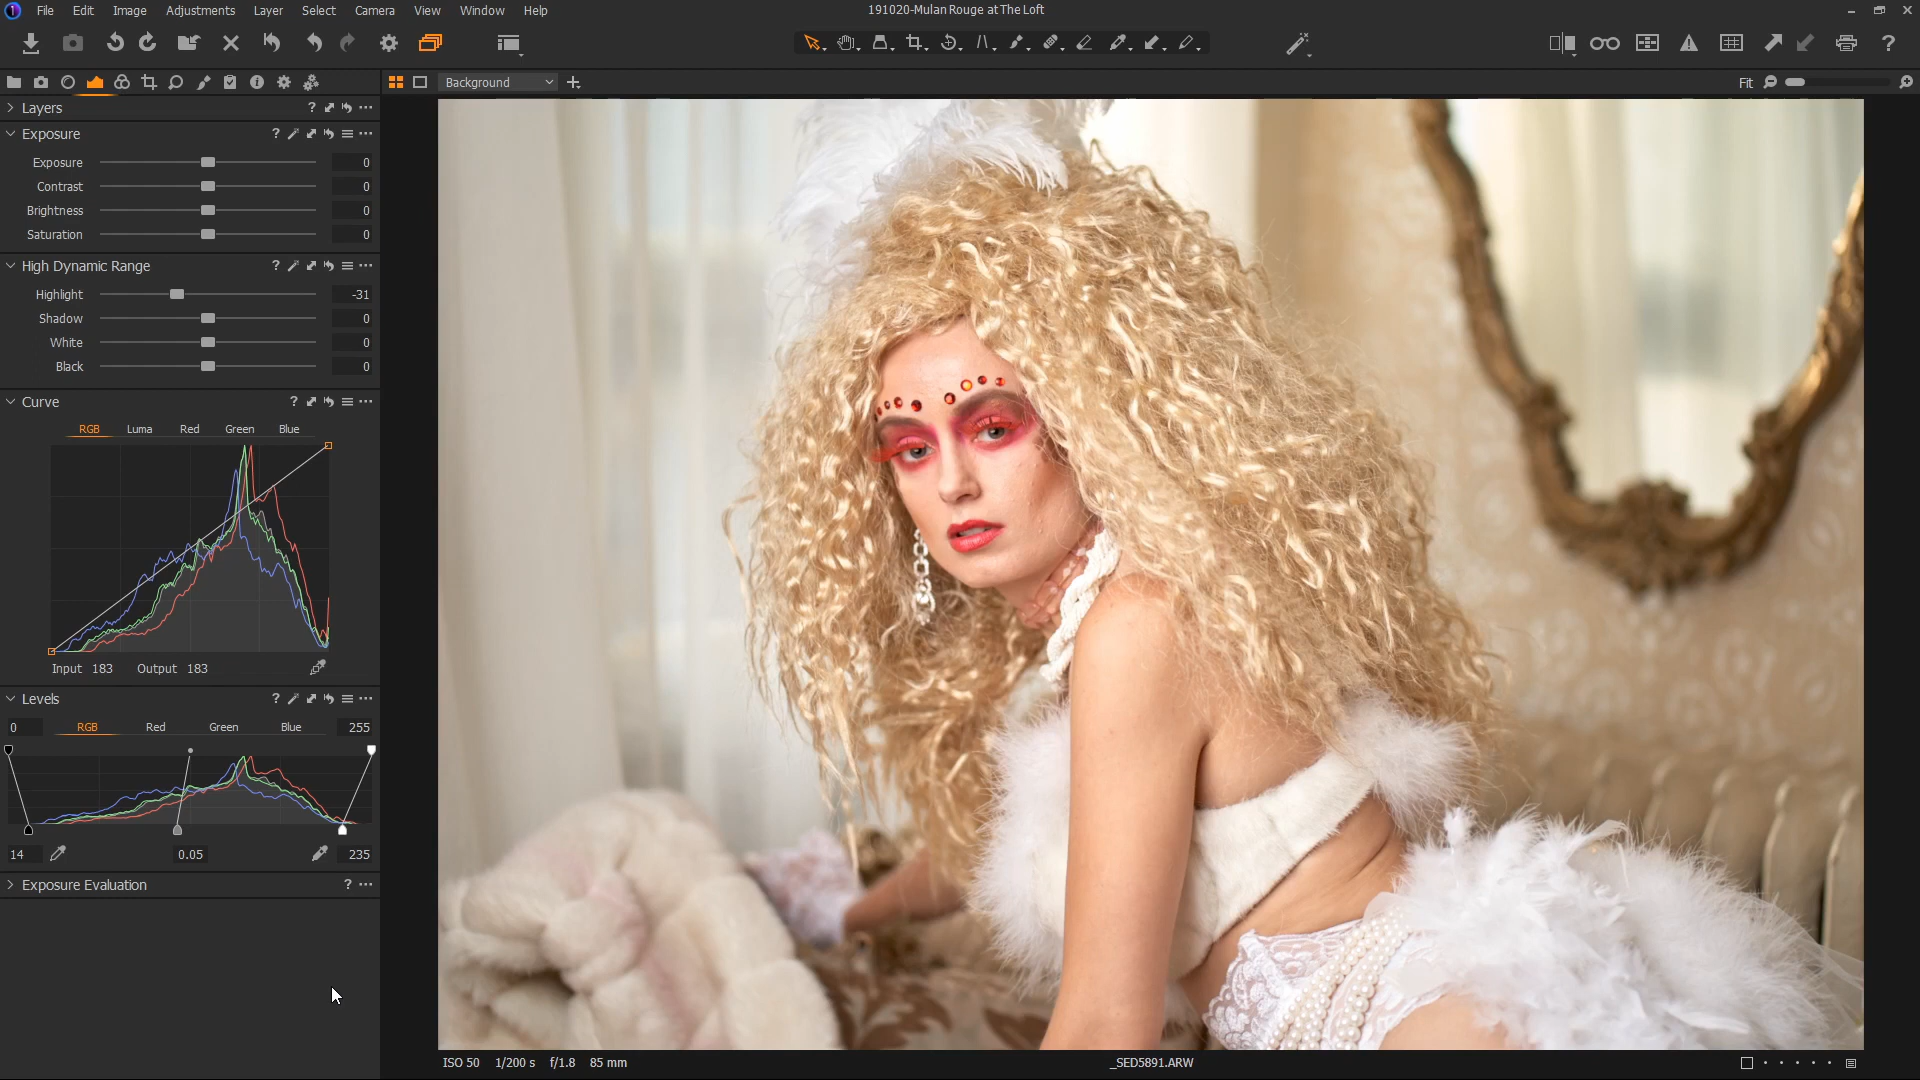 File Edit Image Adjustments Layer Select Camera View Window Help
191020-Mulan Rouge at The Loft
Background
Fit
Layers
Exposure
Exposure 0
Contrast 0
Brightness 0
Saturation 0
High Dynamic Range
Highlight -31
Shadow 0
White 0
Black 0
Curve
RGB Luma Red Green Blue
Input 183 Output 183
Levels
0 RGB Red Green Blue 255
14 0.05 235
Exposure Evaluation
ISO 50 1/200 s f/1.8 85 mm
_SED5891.ARW